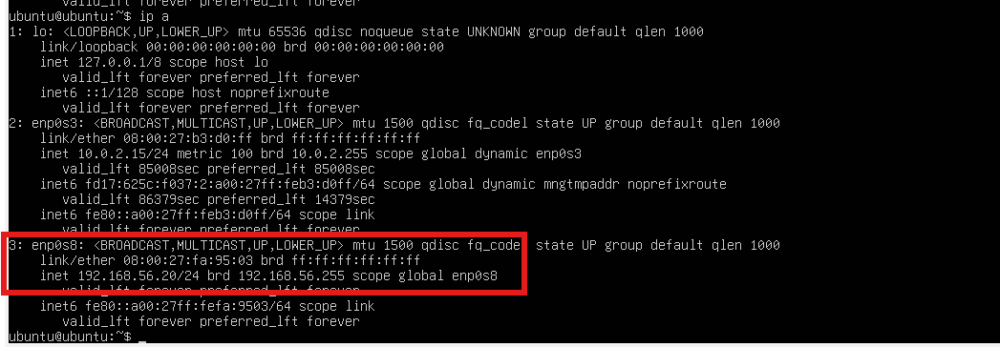 valid_lft forever preferred_lft forever
ubuntu@ubuntu:~$ ip a
1: lo: <LOOPBACK,UP,LOWER_UP> mtu 65536 qdisc noqueue state UNKNOWN group default qlen 1000
link/loopback 00:00:00:00:00:00 brd 00:00:00:00:00:00
inet 127.0.0.1/8 scope host lo
valid_lft forever preferred_lft forever
inet6 ::1/128 scope host noprefixroute
valid_lft forever preferred_lft forever
2: enp0s3: <BROADCAST,MULTICAST,UP,LOWER_UP> mtu 1500 qdisc fq_codel state UP group default qlen 1000
link/ether 08:00:27:b3:d0:ff brd ff:ff:ff:ff:ff:ff
inet 10.0.2.15/24 metric 100 brd 10.0.2.255 scope global dynamic enp0s3
valid_lft 85008sec preferred_lft 85008sec
inet6 fd17:625c:f037:2:a00:27ff:feb3:d0ff/64 scope global dynamic mngtmpaddr noprefixroute
valid_lft 86379sec preferred_lft 14379sec
inet6 fe80::a00:27ff:feb3:d0ff/64 scope link
valid_lft forever preferred_lft forever
3: enp0s8: <BROADCAST,MULTICAST,UP,LOWER_UP> mtu 1500 qdisc fq_codel state UP group default qlen 1000
link/ether 08:00:27:fa:95:03 brd ff:ff:ff:ff:ff:ff
inet 192.168.56.20/24 brd 192.168.56.255 scope global enp0s8
valid_lft forever preferred_lft forever
inet6 fe80::a00:27ff:fefa:9503/64 scope link
valid_lft forever preferred_lft forever
ubuntu@ubuntu:~$ _